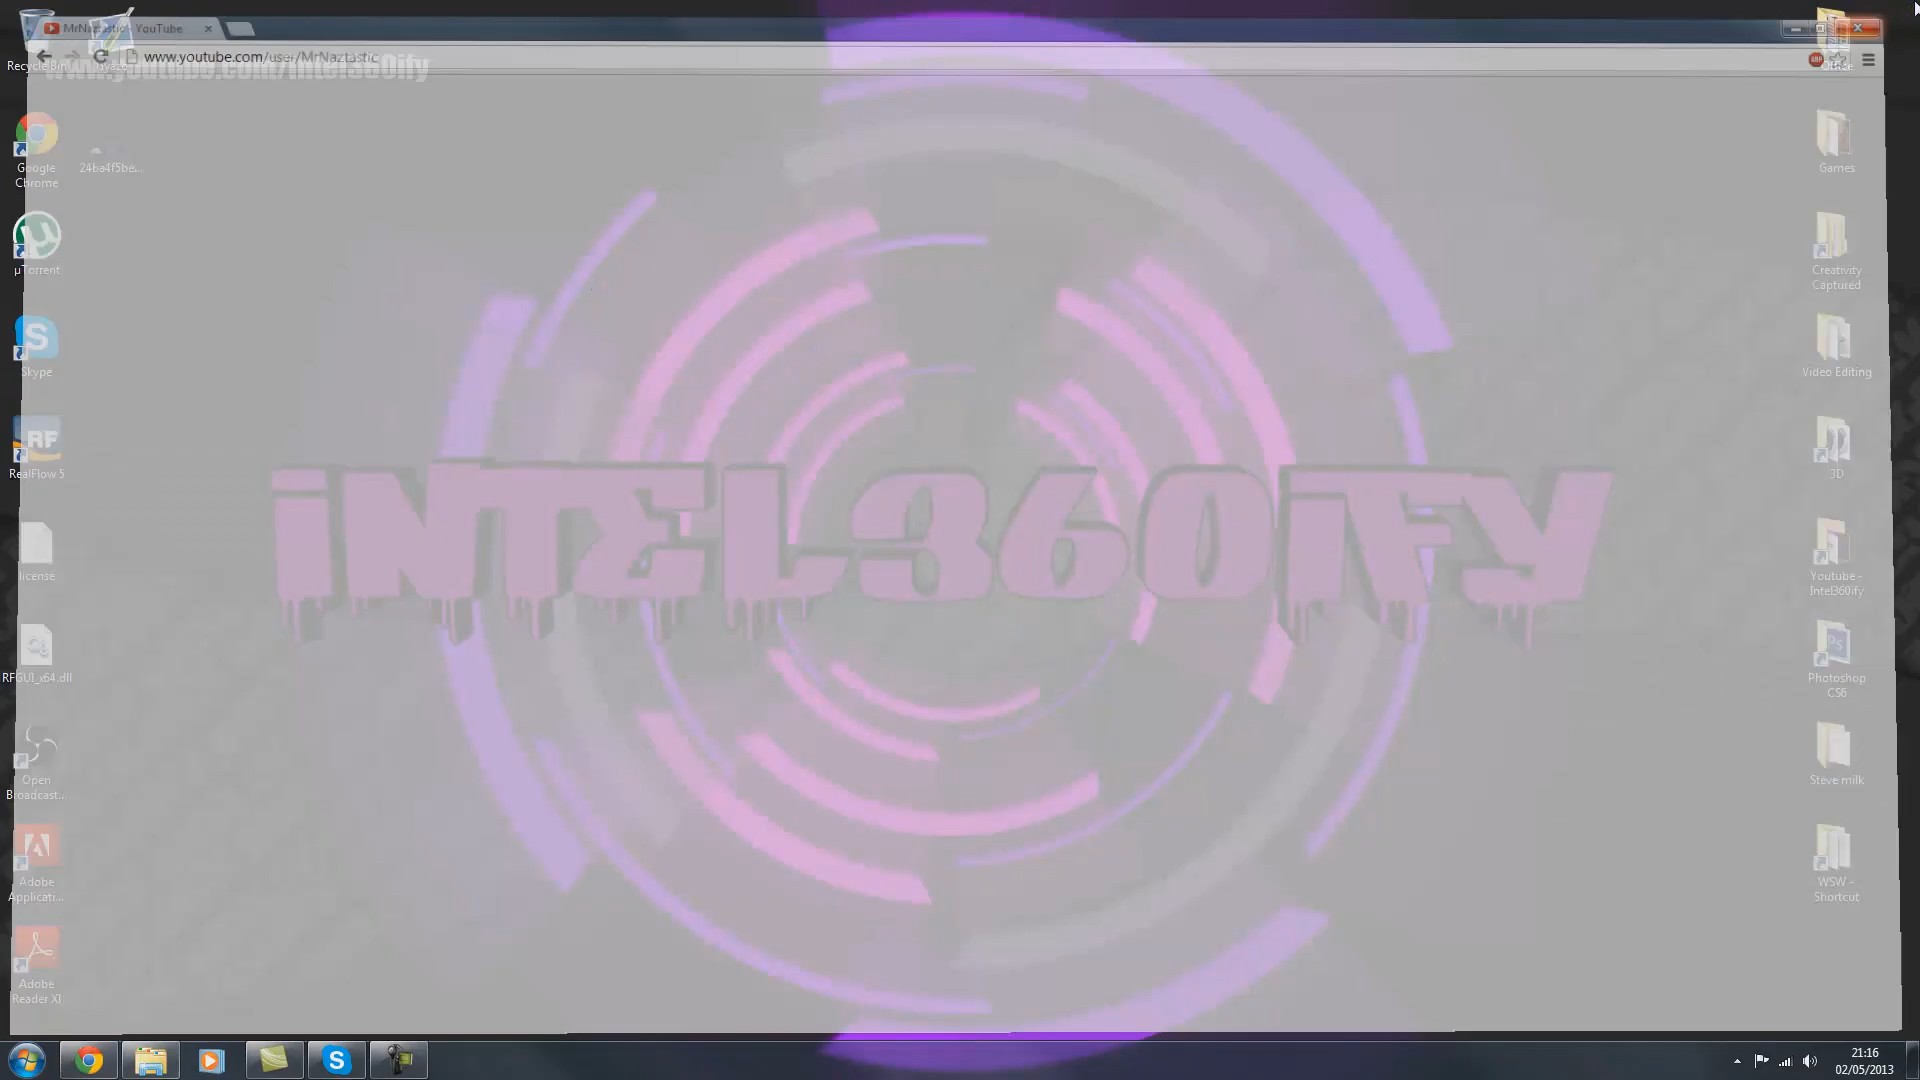 MrNaztastic - YouTube
www.youtube.com/user/MrNaztastic
www.youtube.com/intel360ify
Recycle Bin
Gyazo
Office
Google
Chrome
24ba4f5be...
Games
µTorrent
Creativity
Captured
Skype
Video Editing
RealFlow 5
3D
iNTEL360iFY
license
Youtube -
Intel360ify
RFGUI_x64.dll
Photoshop
CS6
Open
Broadcast...
Steve milk
Adobe
Applicati...
WSW -
Shortcut
Adobe
Reader XI
21:16
02/05/2013